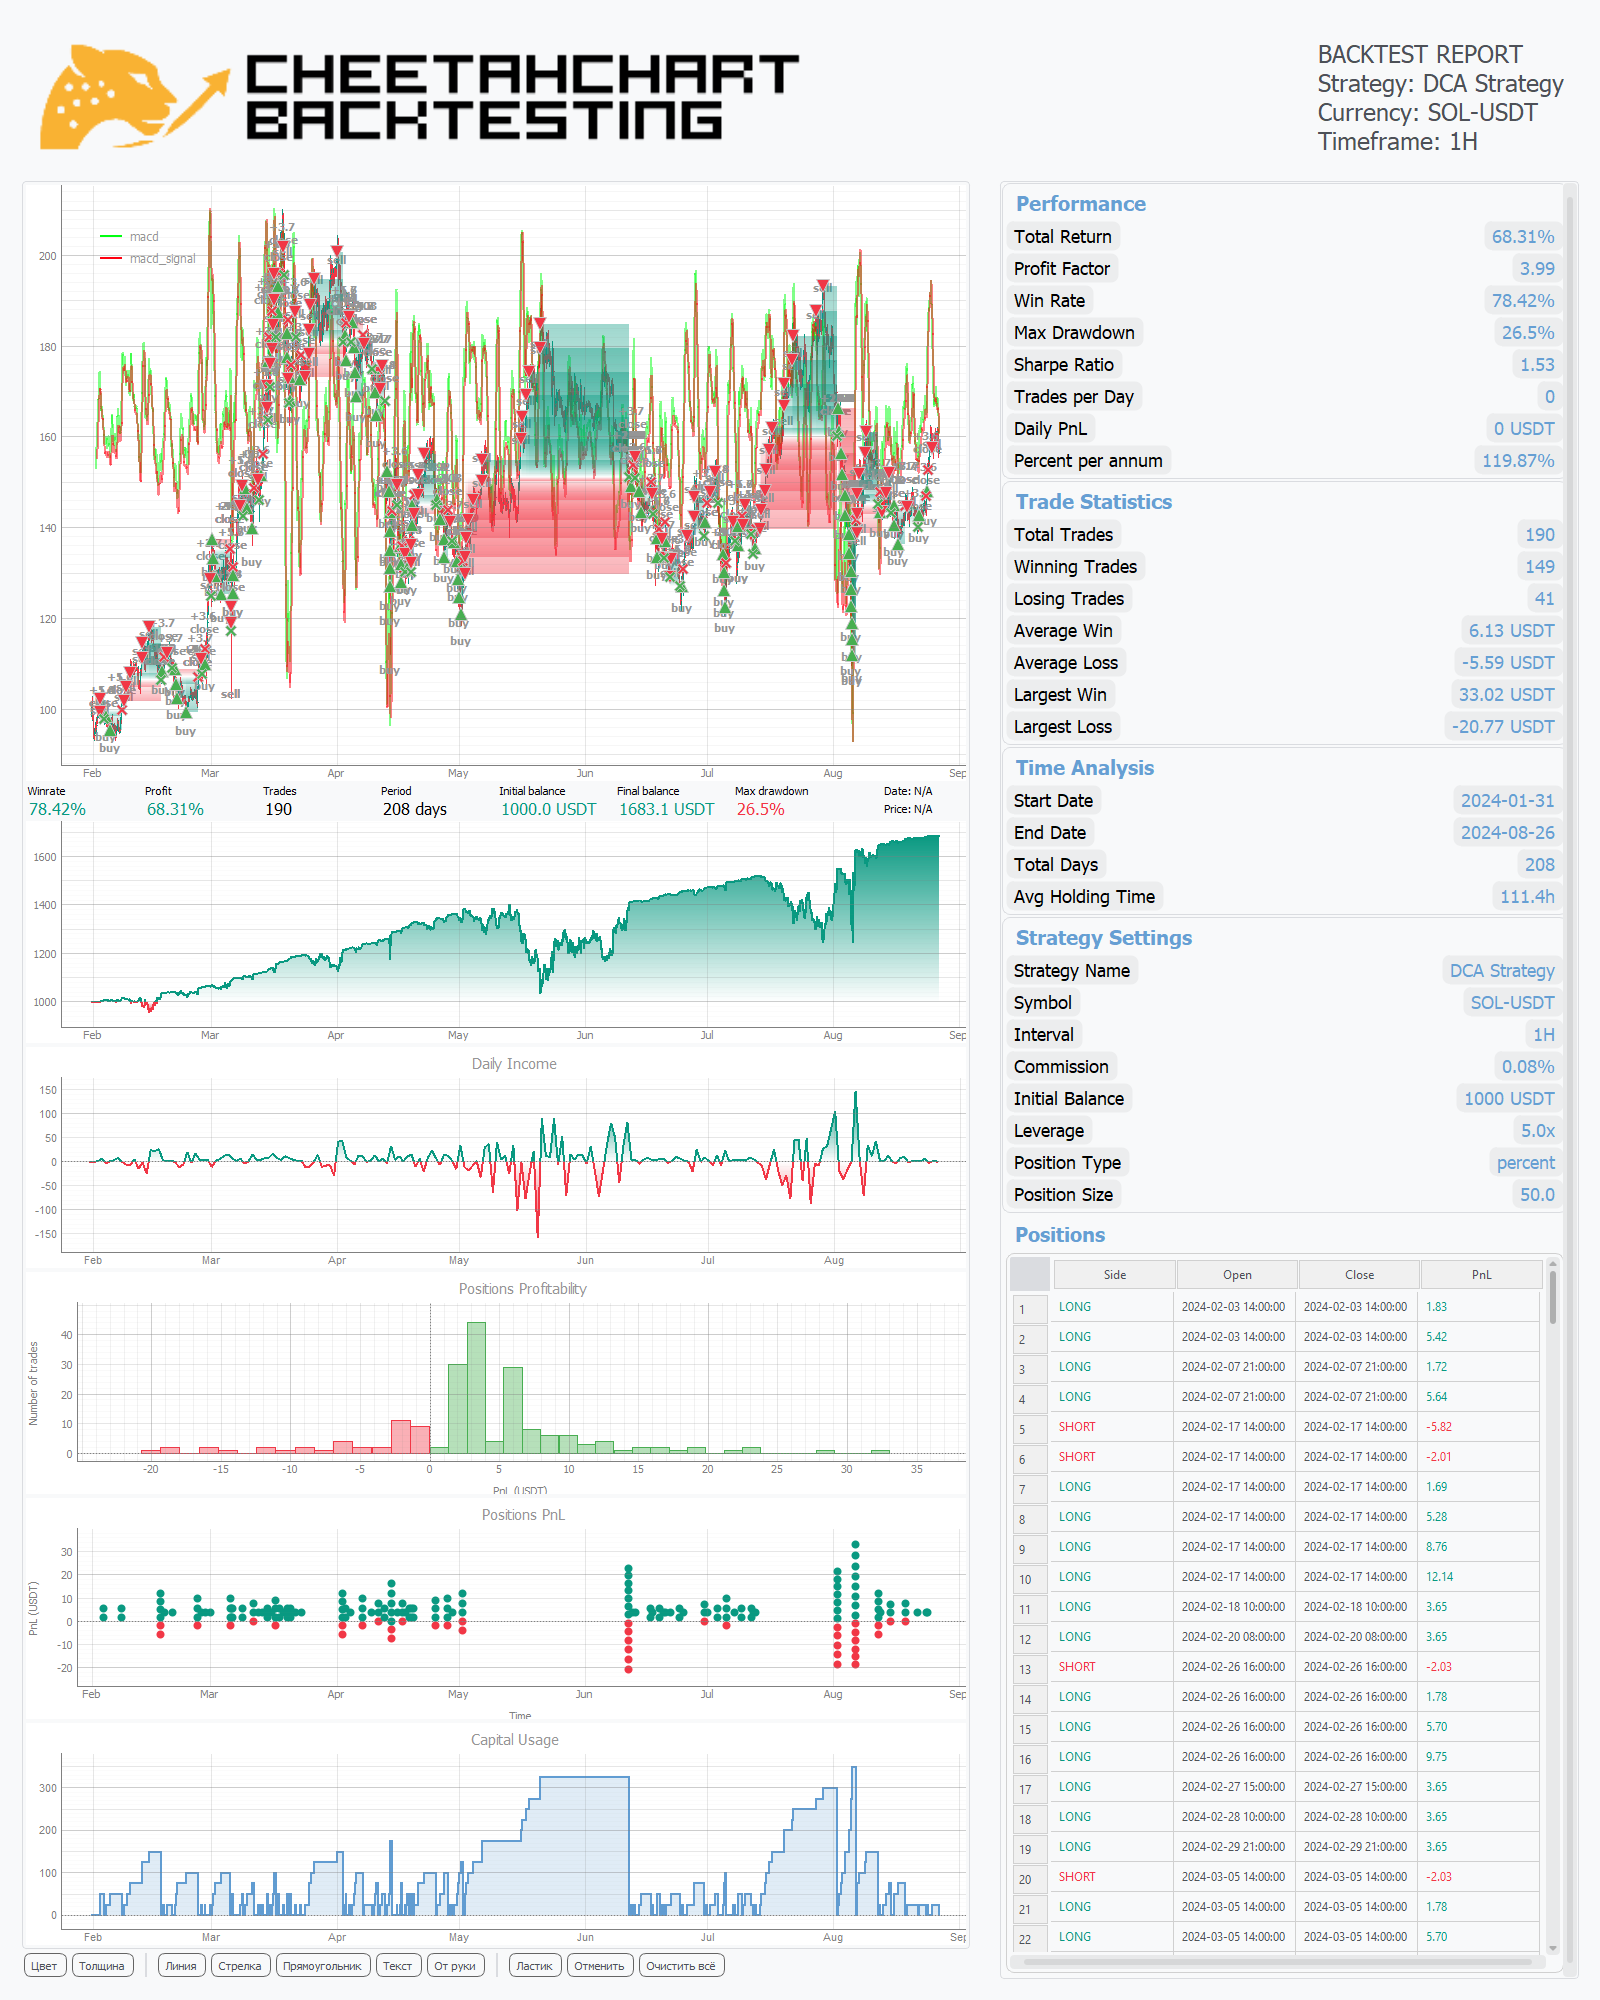 CHEETAHCHART
BACKTESTING
BACKTEST REPORT
Strategy: DCA Strategy
Currency: SOL-USDT
Timeframe: 1H
macd
macd_signal
200
180
160
140
120
100
Feb Mar Apr May Jun Jul Aug Sep
Winrate Profit Trades Period Initial balance Final balance Max drawdown Date: N/A
78.42% 68.31% 190 208 days 1000.0 USDT 1683.1 USDT 26.5% Price: N/A
1600
1400
1200
1000
Feb Mar Apr May Jun Jul Aug Sep
Daily Income
150
100
50
0
-50
-100
-150
Feb Mar Apr May Jun Jul Aug
Positions Profitability
Number of trades
40
30
20
10
0
-20 -15 -10 -5 0 5 10 15 20 25 30 35
PnL (USDT)
Positions PnL
PnL (USDT)
30
20
10
0
-10
-20
Feb Mar Apr May Jun Jul Aug Sep
Time
Capital Usage
300
200
100
0
Feb Mar Apr May Jun Jul Aug Sep
Цвет Толщина Линия Стрелка Прямоугольник Текст От руки Ластик Отменить Очистить всё
Performance
Total Return 68.31%
Profit Factor 3.99
Win Rate 78.42%
Max Drawdown 26.5%
Sharpe Ratio 1.53
Trades per Day 0
Daily PnL 0 USDT
Percent per annum 119.87%
Trade Statistics
Total Trades 190
Winning Trades 149
Losing Trades 41
Average Win 6.13 USDT
Average Loss -5.59 USDT
Largest Win 33.02 USDT
Largest Loss -20.77 USDT
Time Analysis
Start Date 2024-01-31
End Date 2024-08-26
Total Days 208
Avg Holding Time 111.4h
Strategy Settings
Strategy Name DCA Strategy
Symbol SOL-USDT
Interval 1H
Commission 0.08%
Initial Balance 1000 USDT
Leverage 5.0x
Position Type percent
Position Size 50.0
Positions
Side Open Close PnL
1 LONG 2024-02-03 14:00:00 2024-02-03 14:00:00 1.83
2 LONG 2024-02-03 14:00:00 2024-02-03 14:00:00 5.42
3 LONG 2024-02-07 21:00:00 2024-02-07 21:00:00 1.72
4 LONG 2024-02-07 21:00:00 2024-02-07 21:00:00 5.64
5 SHORT 2024-02-17 14:00:00 2024-02-17 14:00:00 -5.82
6 SHORT 2024-02-17 14:00:00 2024-02-17 14:00:00 -2.01
7 LONG 2024-02-17 14:00:00 2024-02-17 14:00:00 1.69
8 LONG 2024-02-17 14:00:00 2024-02-17 14:00:00 5.28
9 LONG 2024-02-17 14:00:00 2024-02-17 14:00:00 8.76
10 LONG 2024-02-17 14:00:00 2024-02-17 14:00:00 12.14
11 LONG 2024-02-18 10:00:00 2024-02-18 10:00:00 3.65
12 LONG 2024-02-20 08:00:00 2024-02-20 08:00:00 3.65
13 SHORT 2024-02-26 16:00:00 2024-02-26 16:00:00 -2.03
14 LONG 2024-02-26 16:00:00 2024-02-26 16:00:00 1.78
15 LONG 2024-02-26 16:00:00 2024-02-26 16:00:00 5.70
16 LONG 2024-02-26 16:00:00 2024-02-26 16:00:00 9.75
17 LONG 2024-02-27 15:00:00 2024-02-27 15:00:00 3.65
18 LONG 2024-02-28 10:00:00 2024-02-28 10:00:00 3.65
19 LONG 2024-02-29 21:00:00 2024-02-29 21:00:00 3.65
20 SHORT 2024-03-05 14:00:00 2024-03-05 14:00:00 -2.03
21 LONG 2024-03-05 14:00:00 2024-03-05 14:00:00 1.78
22 LONG 2024-03-05 14:00:00 2024-03-05 14:00:00 5.70